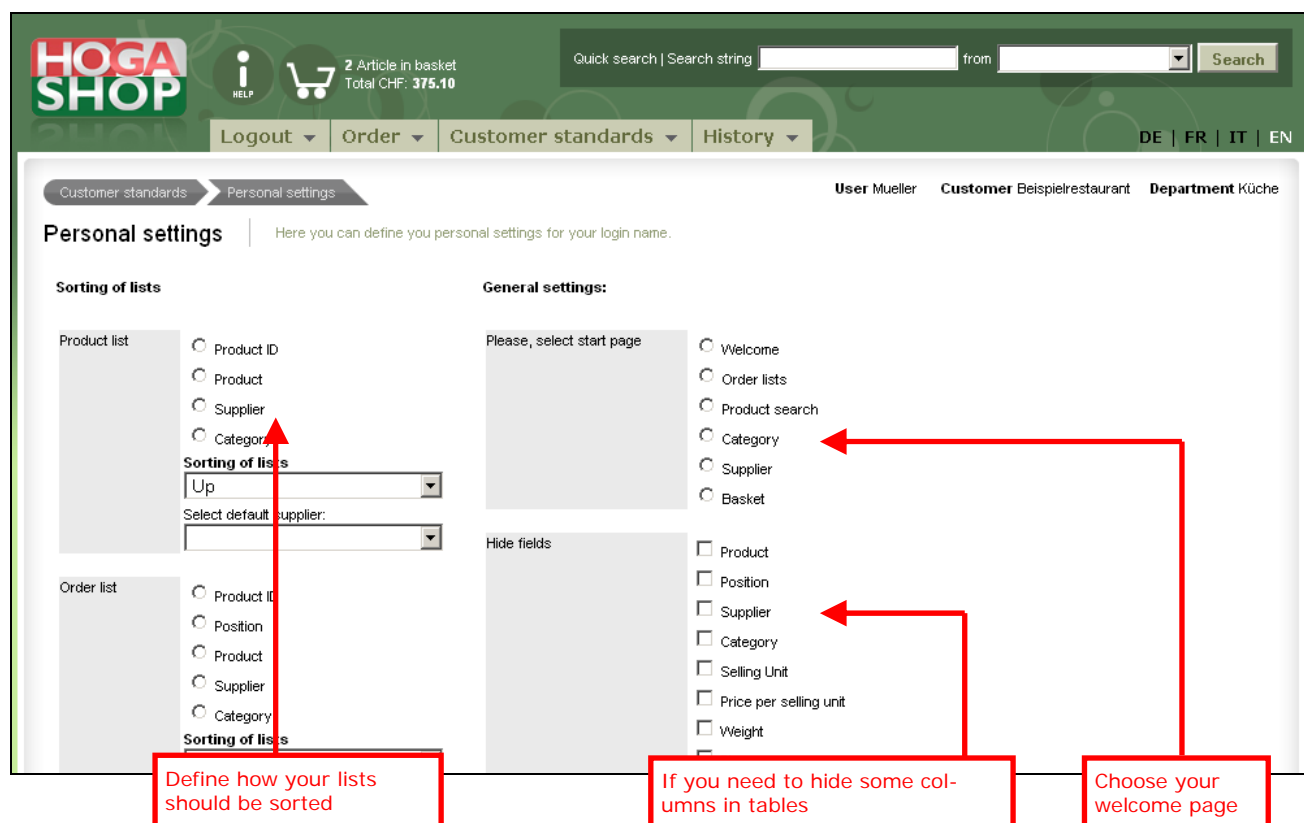 HOGA
SHOP
HELP
2 Article in basket
Total CHF: 375.10
Quick search | Search string
from
Search
Logout
Order
Customer standards
History
DE | FR | IT | EN
Customer standards
Personal settings
User Mueller Customer Beispielrestaurant Department Küche
Personal settings
Here you can define you personal settings for your login name.
Sorting of lists
Product list
Product ID
Product
Supplier
Category
Sorting of lists
Up
Select default supplier:
Order list
Product ID
Position
Product
Supplier
Category
Sorting of lists
General settings:
Please, select start page
Welcome
Order lists
Product search
Category
Supplier
Basket
Hide fields
Product
Position
Supplier
Category
Selling Unit
Price per selling unit
Weight
Define how your lists
should be sorted
If you need to hide some col-
umns in tables
Choose your
welcome page